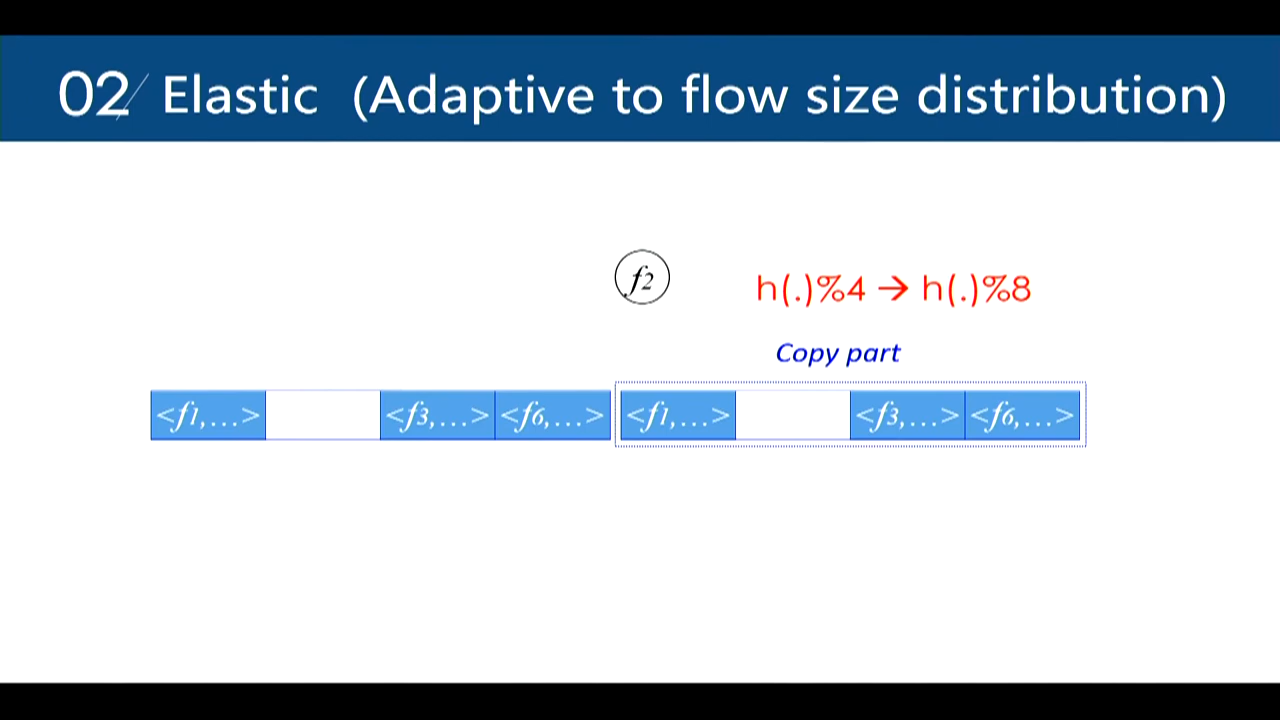 02/ Elastic (Adaptive to flow size distribution)
f2
h(.)%4 → h(.)%8
Copy part
<f1,...> <f3,...> <f6,...> <f1,...> <f3,...> <f6,...>